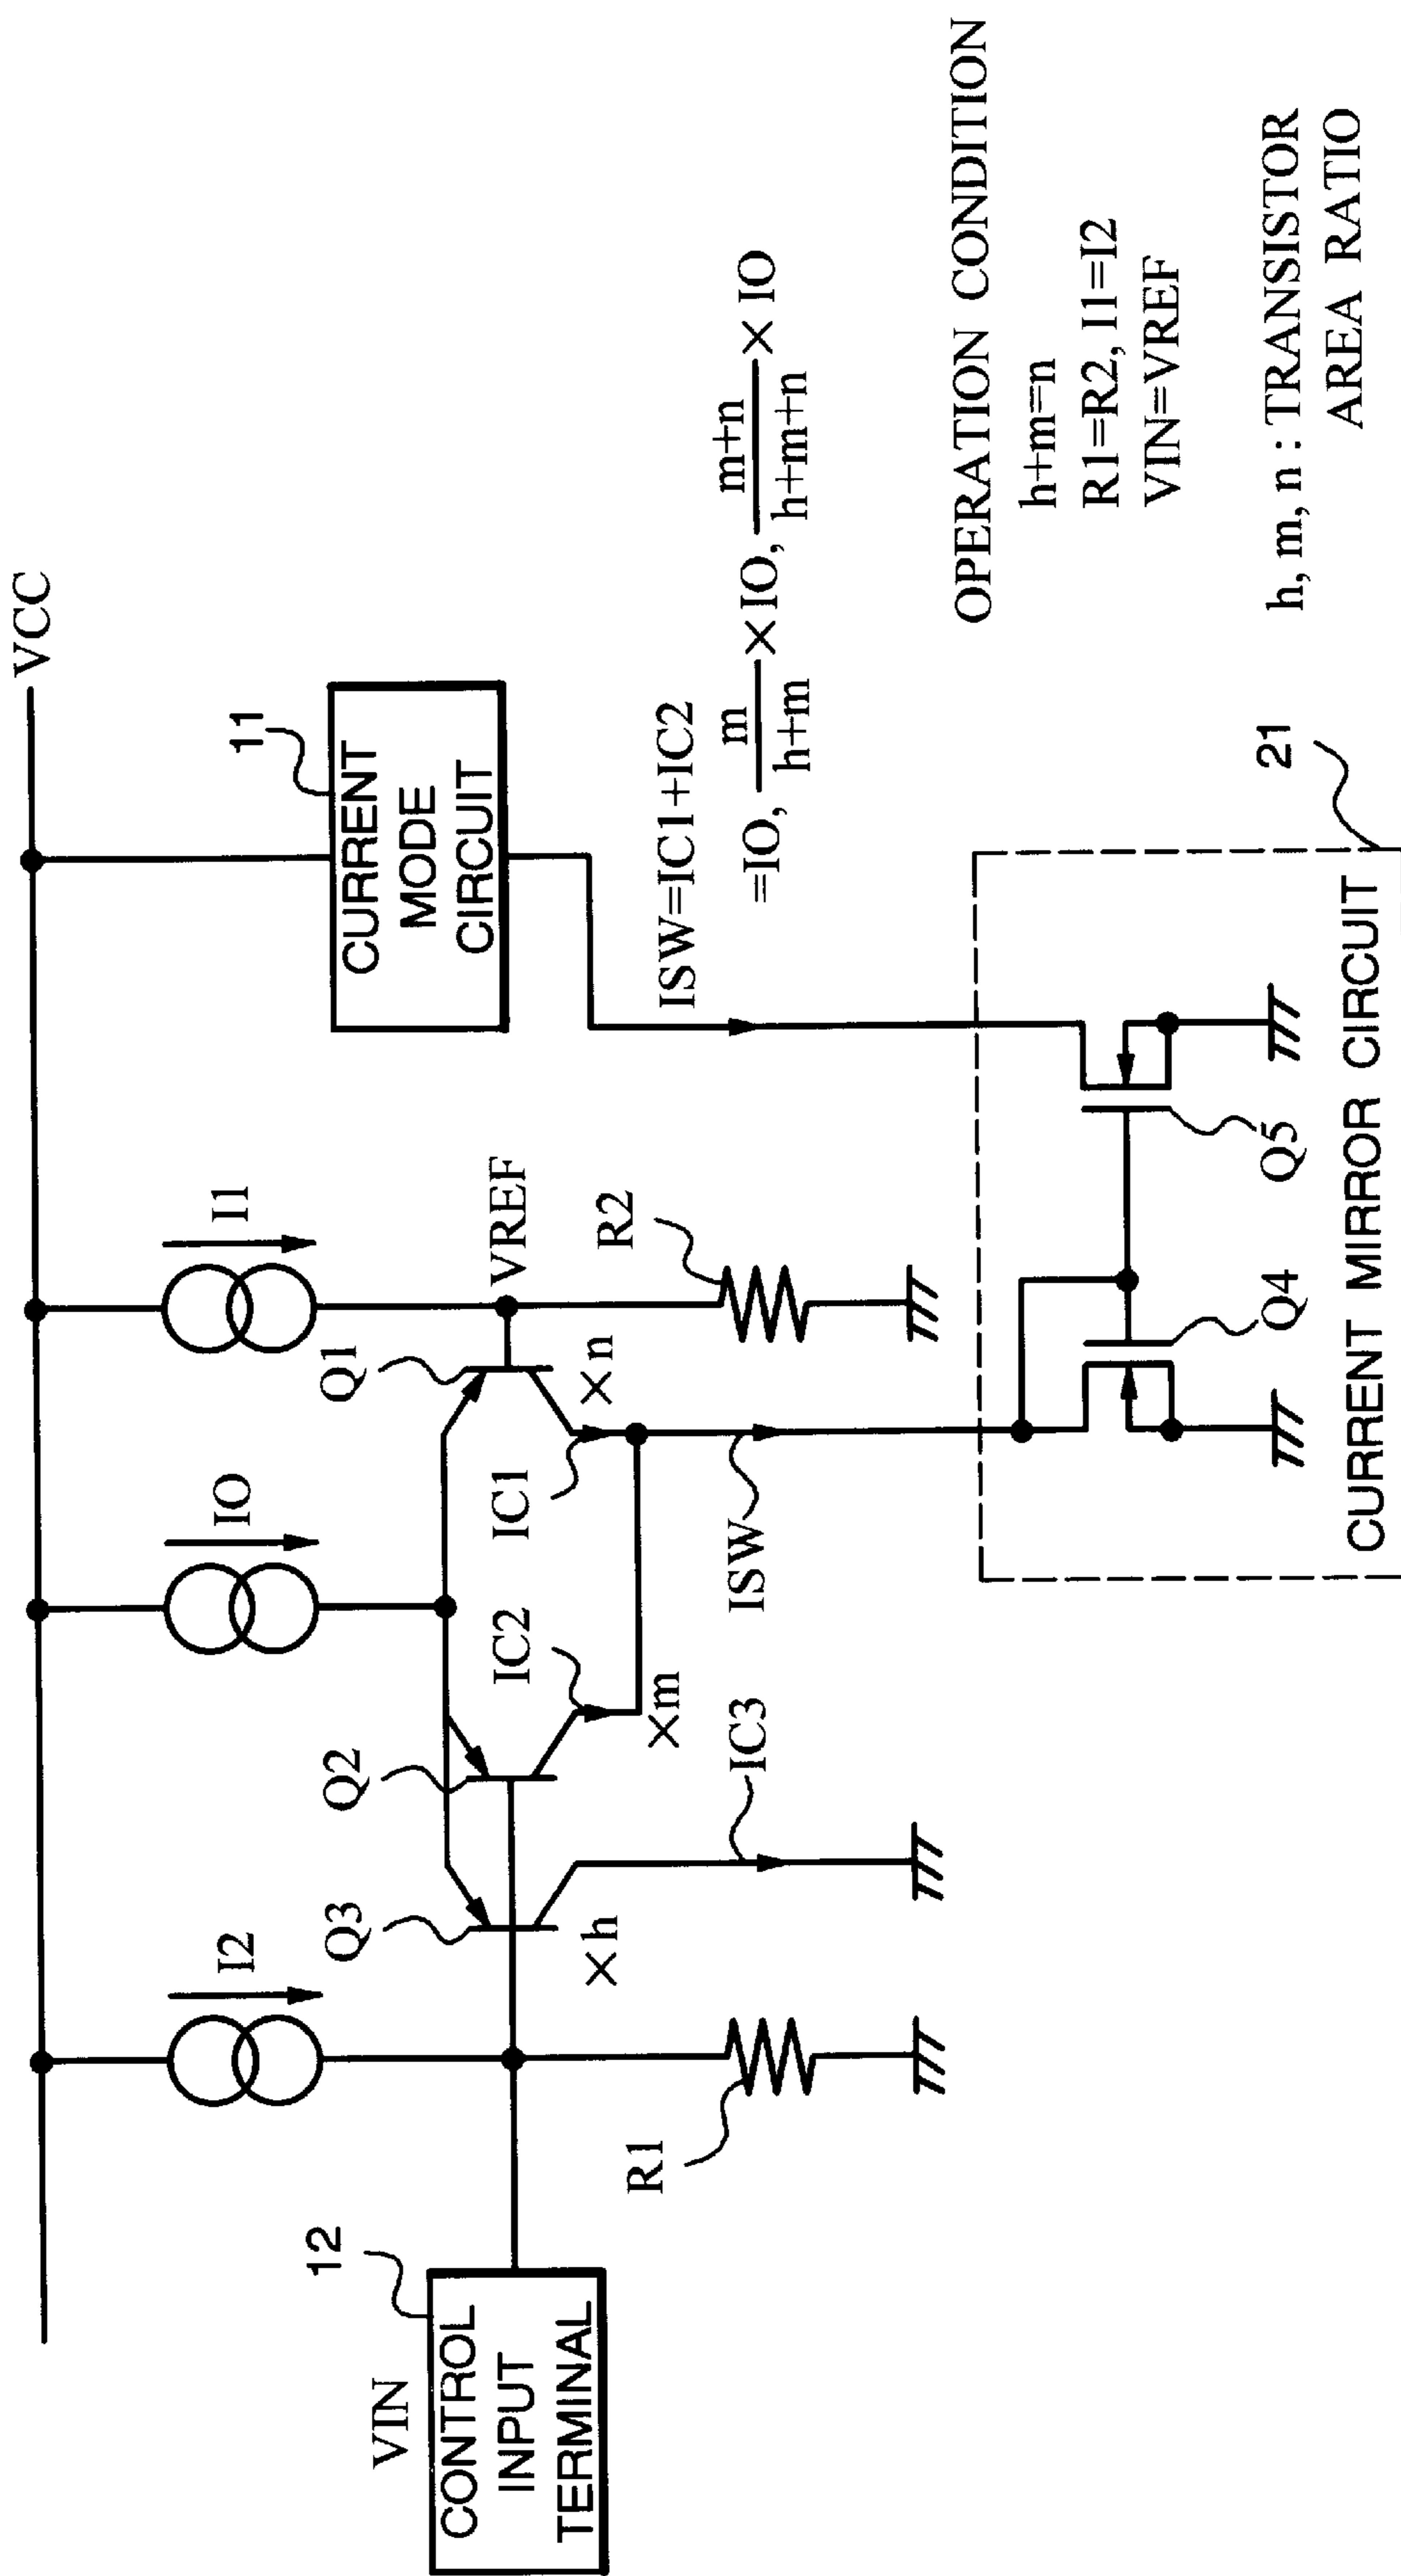 VCC
I2
IO
I1
11
CURRENT
MODE
CIRCUIT
VIN
12
CONTROL
INPUT
TERMINAL
Q3
Q2
Q1
VREF
×h
×m
×n
IC2
IC1
R1
IC3
ISW
R2
ISW=IC1+IC2
=IO, m/h+m ×IO, m+n/h+m+n ×IO
OPERATION CONDITION
h+m=n
R1=R2, I1=I2
VIN=VREF
h, m, n : TRANSISTOR
AREA RATIO
Q4
Q5
21
CURRENT MIRROR CIRCUIT